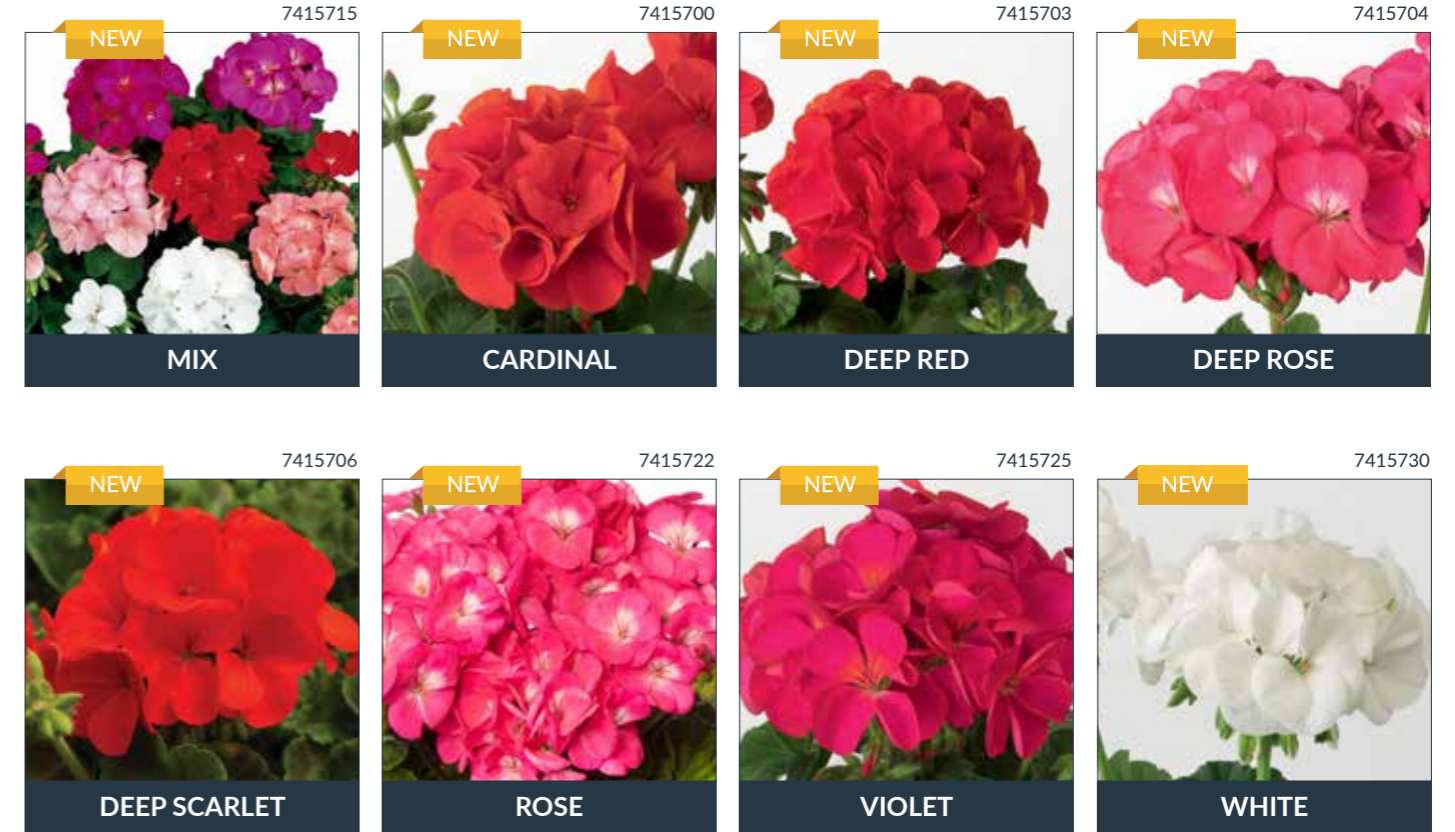 7415715
NEW
MIX
7415700
NEW
CARDINAL
7415703
NEW
DEEP RED
7415704
NEW
DEEP ROSE
7415706
NEW
DEEP SCARLET
7415722
NEW
ROSE
7415725
NEW
VIOLET
7415730
NEW
WHITE